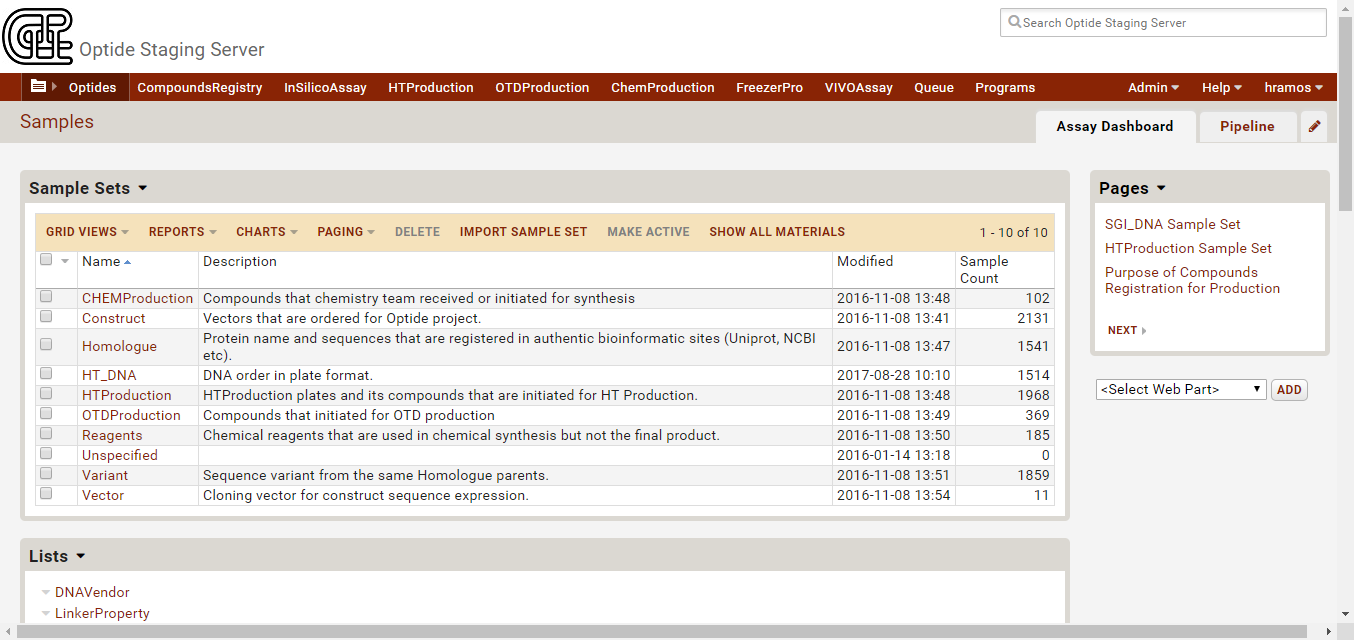 Optide Staging Server
Search Optide Staging Server
Optides CompoundsRegistry InSilicoAssay HTProduction OTDProduction ChemProduction FreezerPro VIVOAssay Queue Programs Admin Help hramos
Samples
Assay Dashboard Pipeline
Sample Sets
GRID VIEWS REPORTS CHARTS PAGING DELETE IMPORT SAMPLE SET MAKE ACTIVE SHOW ALL MATERIALS 1 - 10 of 10
Name Description Modified Sample
Count
CHEMProduction Compounds that chemistry team received or initiated for synthesis 2016-11-08 13:48 102
Construct Vectors that are ordered for Optide project. 2016-11-08 13:41 2131
Homologue Protein name and sequences that are registered in authentic bioinformatic sites (Uniprot, NCBI
etc). 2016-11-08 13:47 1541
HT_DNA DNA order in plate format. 2017-08-28 10:10 1514
HTProduction HTProduction plates and its compounds that are initiated for HT Production. 2016-11-08 13:48 1968
OTDProduction Compounds that initiated for OTD production 2016-11-08 13:49 369
Reagents Chemical reagents that are used in chemical synthesis but not the final product. 2016-11-08 13:50 185
Unspecified 2016-01-14 13:18 0
Variant Sequence variant from the same Homologue parents. 2016-11-08 13:51 1859
Vector Cloning vector for construct sequence expression. 2016-11-08 13:54 11
Lists
DNAVendor
LinkerProperty
Pages
SGI_DNA Sample Set
HTProduction Sample Set
Purpose of Compounds
Registration for Production
NEXT
<Select Web Part> ADD